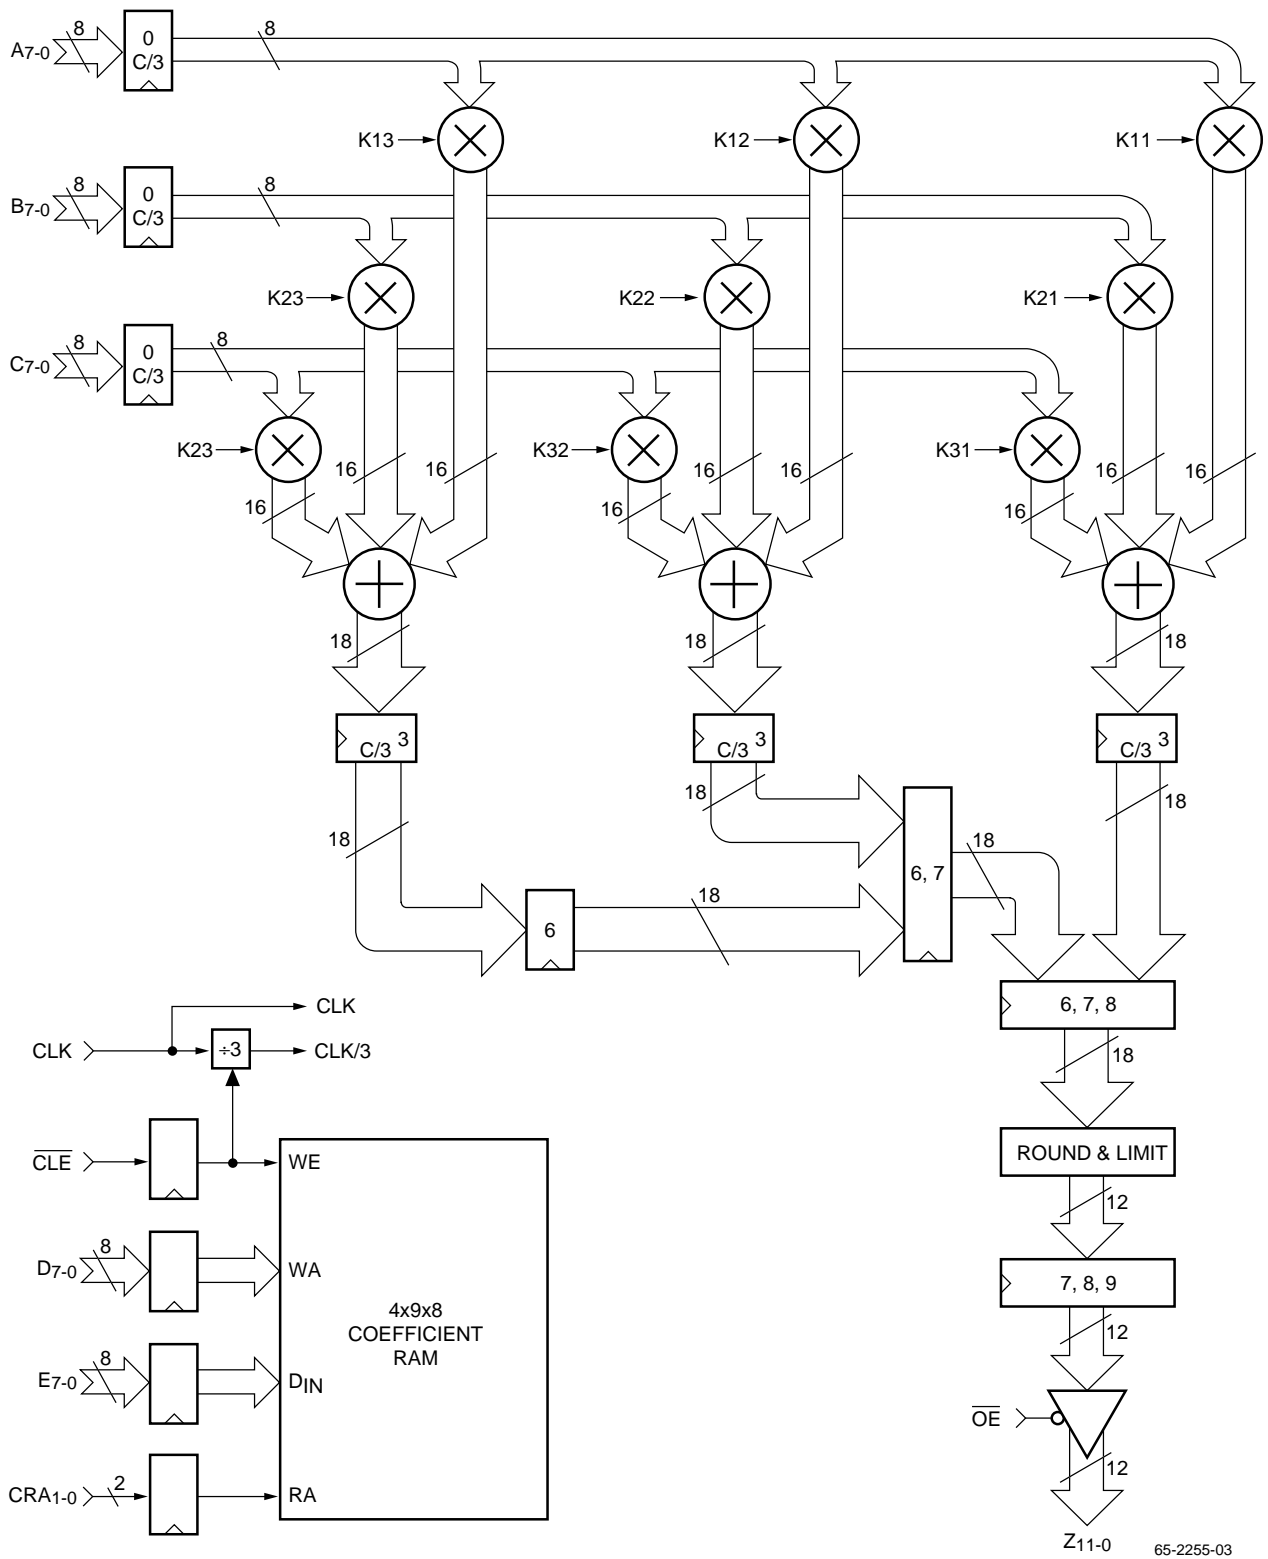 A7-0
8
0
C/3
8
K13
K12
K11
B7-0
8
0
C/3
8
K23
K22
K21
C7-0
8
0
C/3
8
K23
K32
K31
16
16
16
16
16
16
16
16
16
18
18
18
C/3 3
C/3 3
C/3 3
18
18
18
6, 7
18
6
18
6, 7, 8
18
CLK
CLK
÷3
CLK/3
CLE
WE
ROUND & LIMIT
12
D7-0
8
WA
7, 8, 9
4x9x8
COEFFICIENT
RAM
12
E7-0
8
DIN
OE
12
CRA1-0
2
RA
Z11-0
65-2255-03